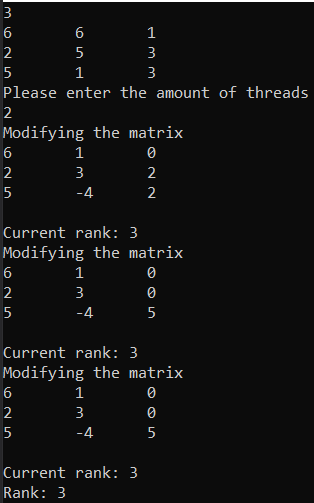 3
6 6 1
2 5 3
5 1 3
Please enter the amount of threads
2
Modifying the matrix
6 1 0
2 3 2
5 -4 2
Current rank: 3
Modifying the matrix
6 1 0
2 3 0
5 -4 5
Current rank: 3
Modifying the matrix
6 1 0
2 3 0
5 -4 5
Current rank: 3
Rank: 3